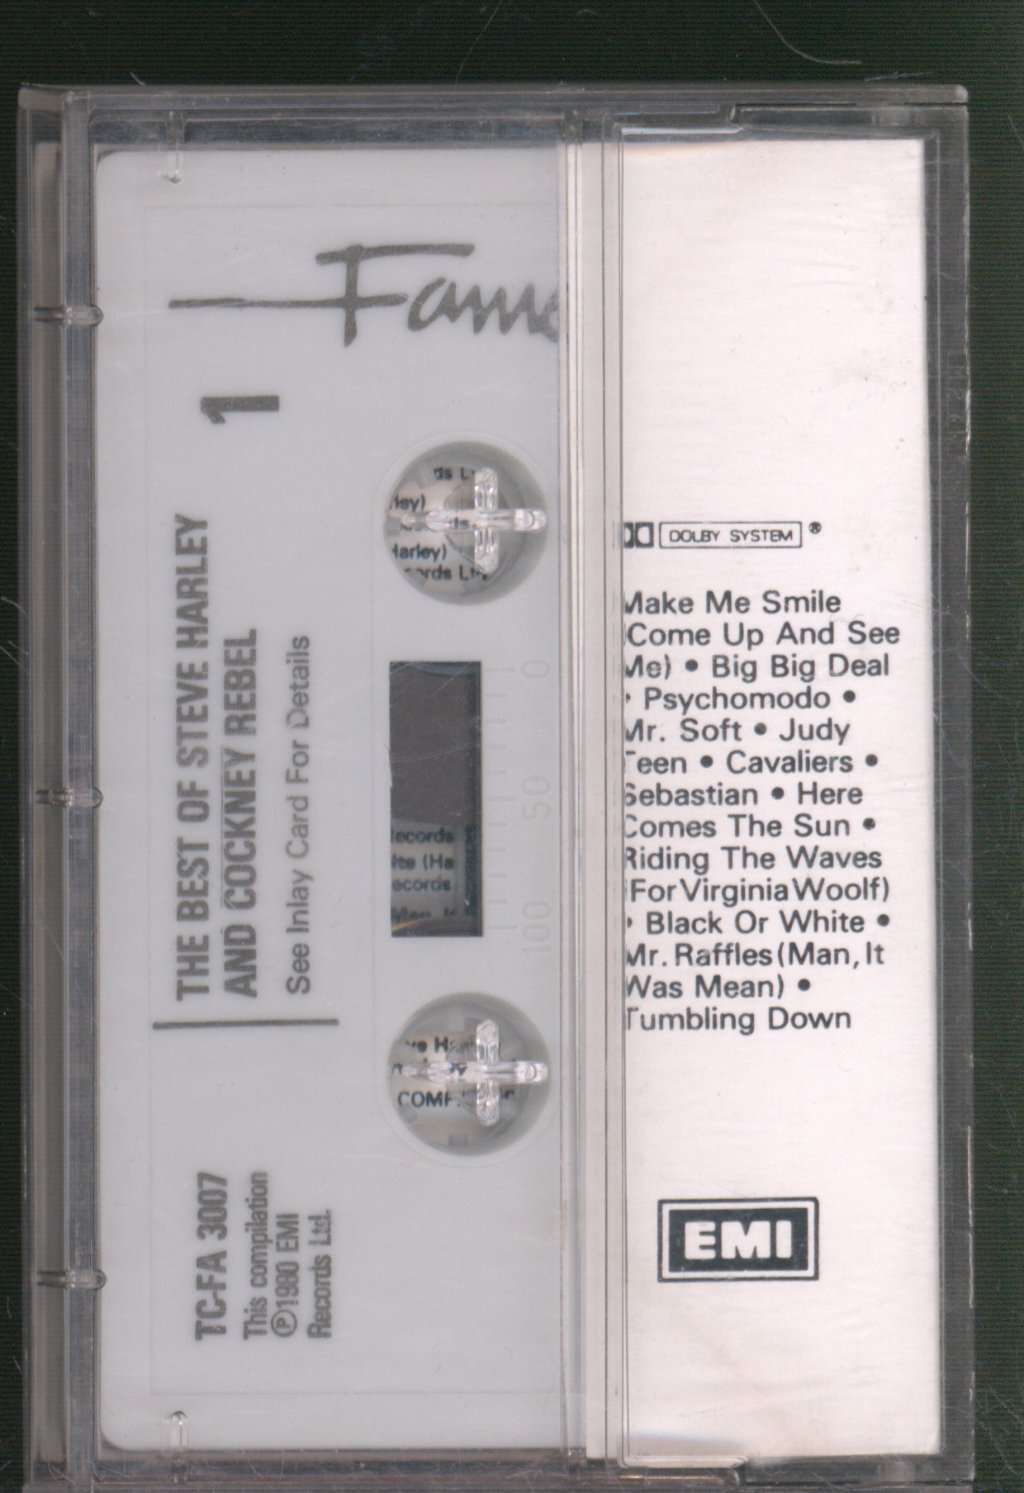 Fame
1
THE BEST OF STEVE HARLEY
AND COCKNEY REBEL
See Inlay Card For Details
TC-FA 3007
This compilation
℗1980 EMI
Records Ltd.
100 50 0
DOLBY SYSTEM®
Make Me Smile
(Come Up And See
Me) • Big Big Deal
• Psychomodo •
Mr. Soft • Judy
Teen • Cavaliers •
Sebastian • Here
Comes The Sun •
Riding The Waves
(For Virginia Woolf)
• Black Or White •
Mr. Raffles (Man, It
Was Mean) •
Tumbling Down
EMI